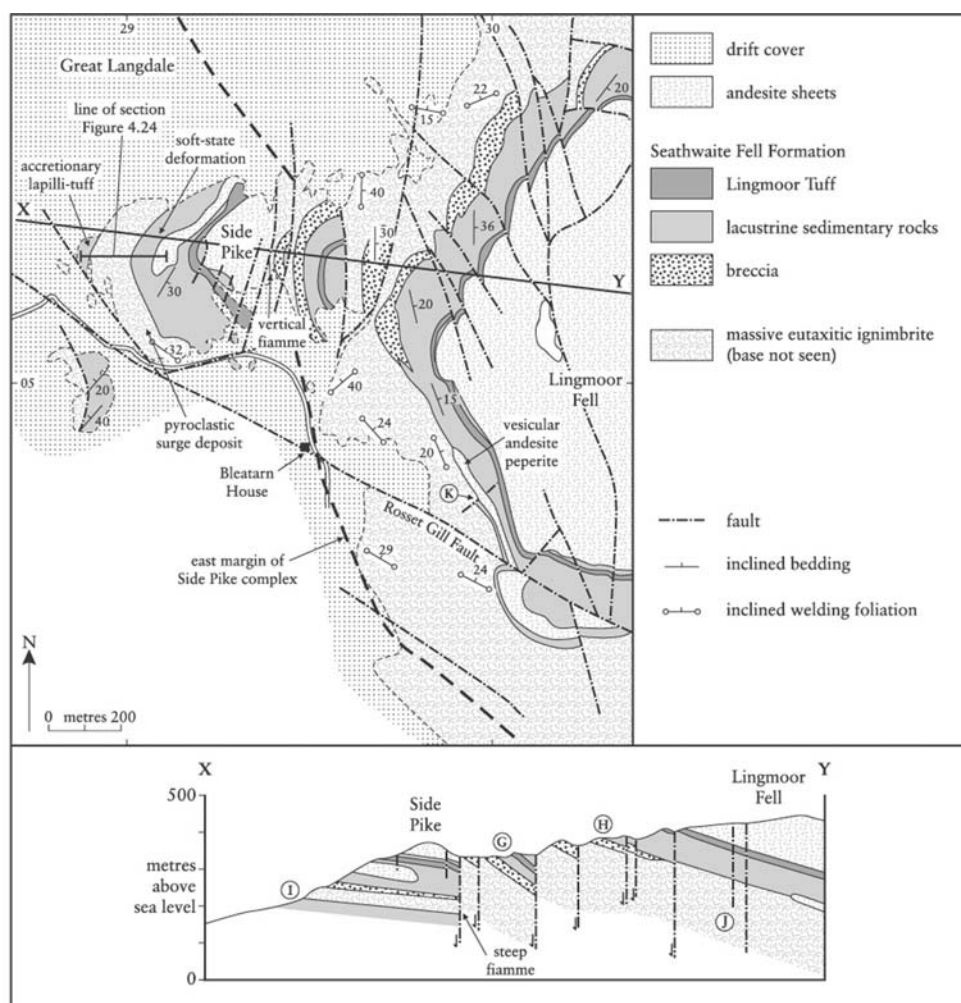 29
30
Great Langdale
line of section
Figure 4.24
accretionary
lapilli-tuff
soft-state
deformation
X
Side
Pike
22
15
40
30
36
20
20
Y
30
vertical
fiamme
32
05
20
40
pyroclastic
surge deposit
Bleatarn
House
40
24
20
15
Lingmoor
Fell
vesicular
andesite
peperite
K
Rosset Gill Fault
east margin of
Side Pike complex
29
24
N
0 metres 200
drift cover
andesite sheets
Seathwaite Fell Formation
Lingmoor Tuff
lacustrine sedimentary rocks
breccia
massive eutaxitic ignimbrite
(base not seen)
fault
inclined bedding
inclined welding foliation
X
Y
500
metres
above
sea level
0
Side
Pike
Lingmoor
Fell
I
G
H
J
steep
fiamme